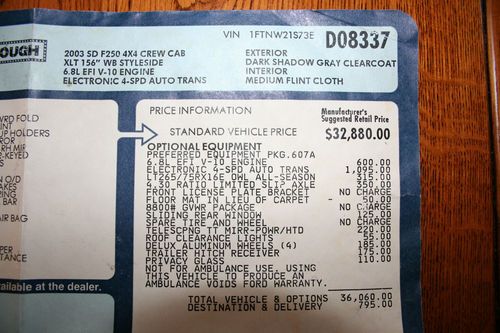 VIN 1FTNW21S73E D08337
OUGH
2003 SD F250 4X4 CREW CAB
XLT 156" WB STYLESIDE
6.8L EFI V-10 ENGINE
ELECTRONIC 4-SPD AUTO TRANS
EXTERIOR
DARK SHADOW GRAY CLEARCOAT
INTERIOR
MEDIUM FLINT CLOTH
VRD FOLD
INT
UP HOLDERS
RH MIR
R-KEYED
N O/D
AKES
RING
AIR BAG
PER
STANCE
vailable at the dealer.
PRICE INFORMATION
Manufacturer's
Suggested Retail Price
STANDARD VEHICLE PRICE $32,880.00
OPTIONAL EQUIPMENT
PREFERRED EQUIPMENT PKG.607A
6.8L EFI V-10 ENGINE 600.00
ELECTRONIC 4-SPD AUTO TRANS 1,095.00
LT265/75RX16E OWL ALL-SEASON 315.00
4.30 RATIO LIMITED SLIP AXLE 350.00
FRONT LICENSE PLATE BRACKET NO CHARGE
FLOOR MAT IN LIEU OF CARPET - 50.00
8800# GVWR PACKAGE NO CHARGE
SLIDING REAR WINDOW 125.00
SPARE TIRE AND WHEEL NO CHARGE
TELESCPNG TT MIRR-POWR/HTD 220.00
ROOF CLEARANCE LIGHTS 55.00
DELUX ALUMINUM WHEELS (4) 185.00
TRAILER HITCH RECEIVER 175.00
PRIVACY GLASS 110.00
NOT FOR AMBULANCE USE. USING
THIS VEHICLE TO PRODUCE AN
AMBULANCE VOIDS FORD WARRANTY.
TOTAL VEHICLE & OPTIONS 36,060.00
DESTINATION & DELIVERY 795.00